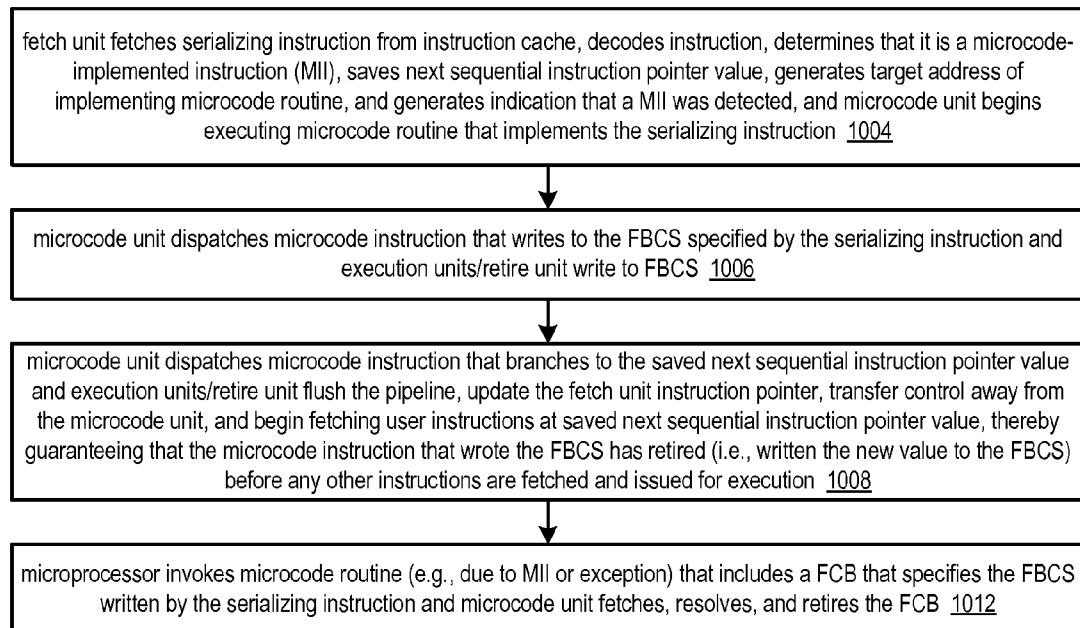 fetch unit fetches serializing instruction from instruction cache, decodes instruction, determines that it is a microcode-
implemented instruction (MII), saves next sequential instruction pointer value, generates target address of
implementing microcode routine, and generates indication that a MII was detected, and microcode unit begins
executing microcode routine that implements the serializing instruction 1004
microcode unit dispatches microcode instruction that writes to the FBCS specified by the serializing instruction and
execution units/retire unit write to FBCS 1006
microcode unit dispatches microcode instruction that branches to the saved next sequential instruction pointer value
and execution units/retire unit flush the pipeline, update the fetch unit instruction pointer, transfer control away from
the microcode unit, and begin fetching user instructions at saved next sequential instruction pointer value, thereby
guaranteeing that the microcode instruction that wrote the FBCS has retired (i.e., written the new value to the FBCS)
before any other instructions are fetched and issued for execution 1008
microprocessor invokes microcode routine (e.g., due to MII or exception) that includes a FCB that specifies the FBCS
written by the serializing instruction and microcode unit fetches, resolves, and retires the FCB 1012